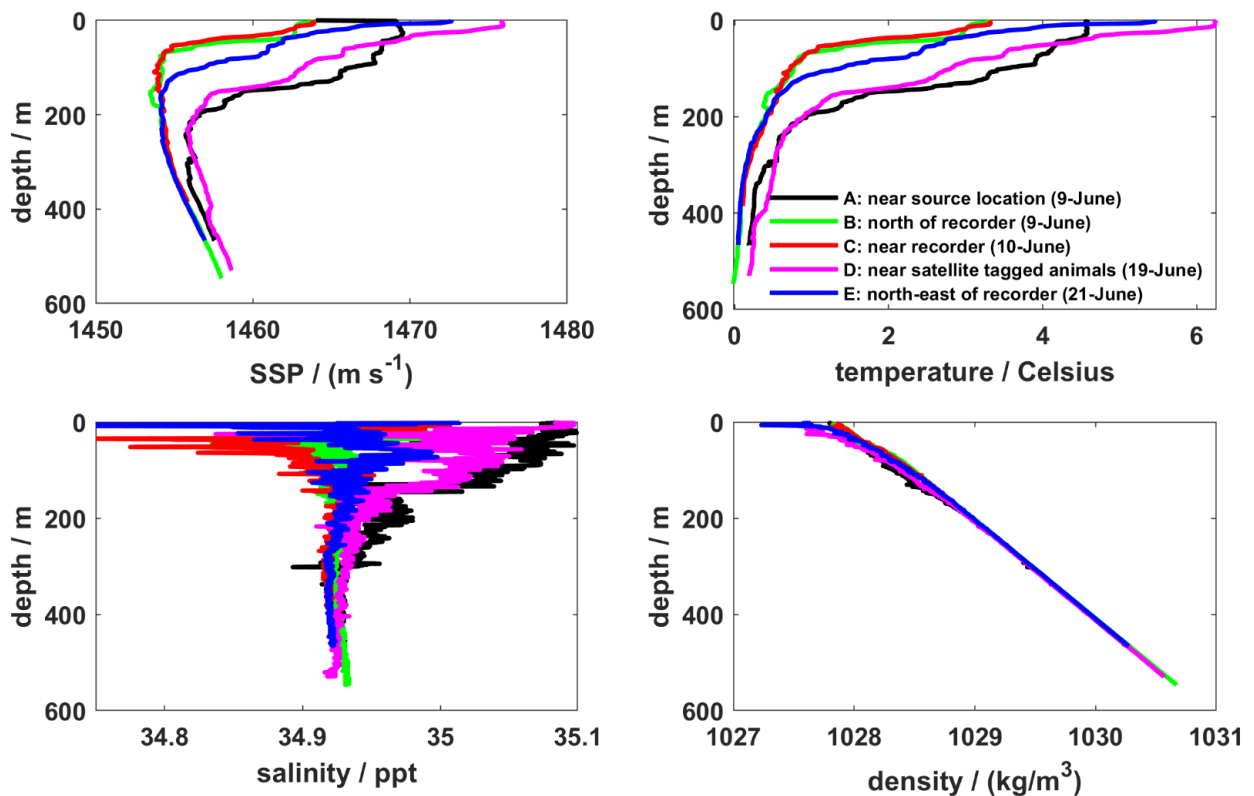 0
200
400
600
depth / m
1450
1460
1470
1480
SSP / (m s⁻¹)
0
200
400
600
depth / m
0
2
4
6
temperature / Celsius
A: near source location (9-June)
B: north of recorder (9-June)
C: near recorder (10-June)
D: near satellite tagged animals (19-June)
E: north-east of recorder (21-June)
0
200
400
600
depth / m
34.8
34.9
35
35.1
salinity / ppt
0
200
400
600
depth / m
1027
1028
1029
1030
1031
density / (kg/m³)